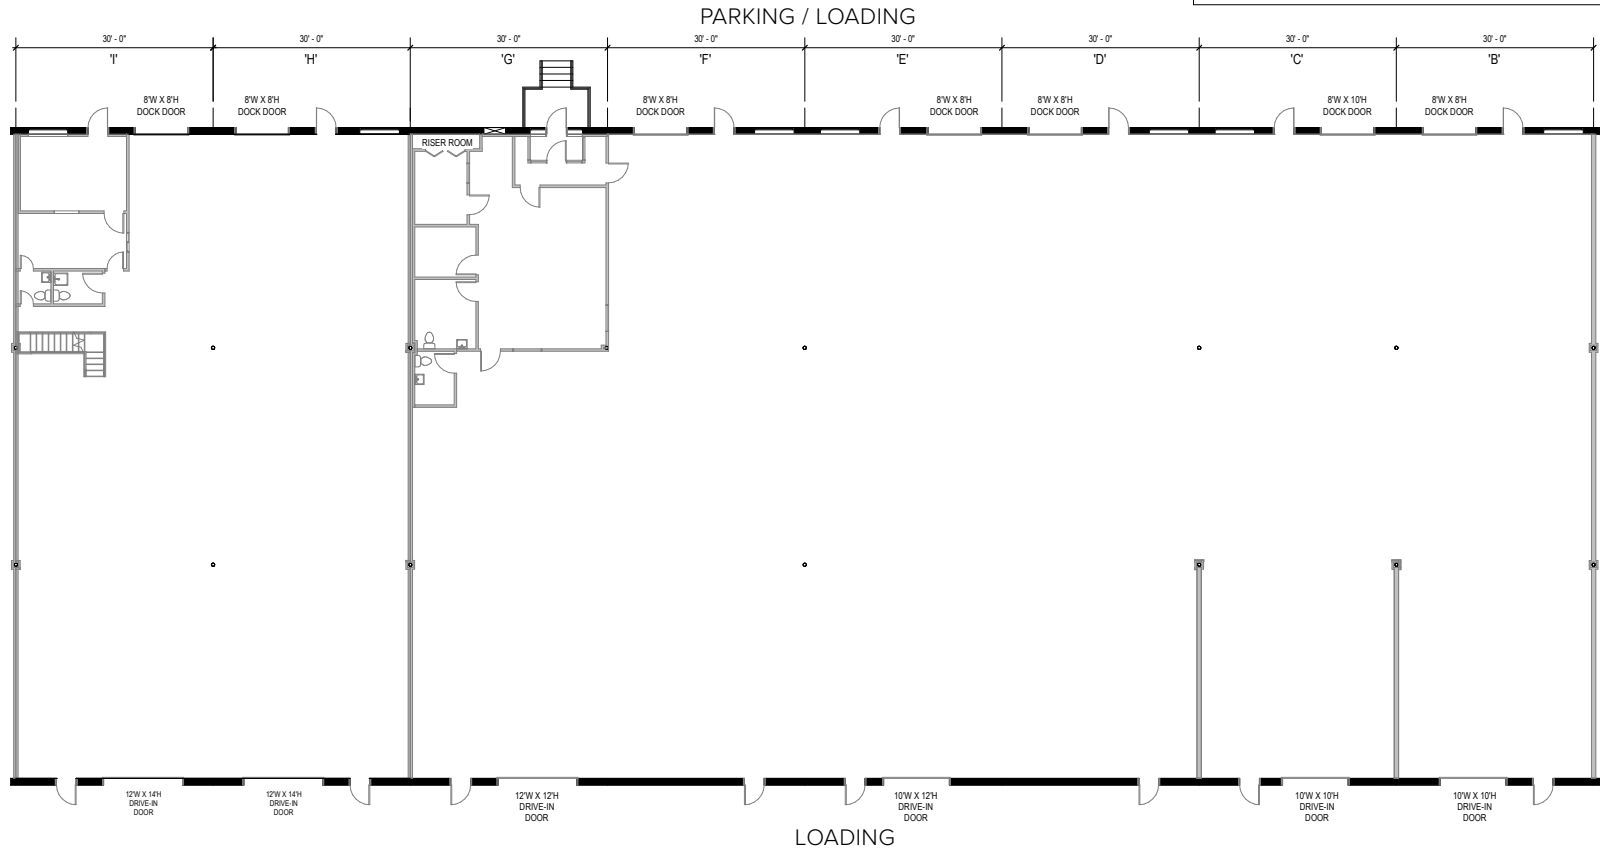 PARKING / LOADING
30' - 0" 30' - 0" 30' - 0" 30' - 0" 30' - 0" 30' - 0" 30' - 0" 30' - 0"
'I' 'H' 'G' 'F' 'E' 'D' 'C' 'B'
8'W X 8'H
DOCK DOOR
8'W X 8'H
DOCK DOOR
8'W X 8'H
DOCK DOOR
8'W X 8'H
DOCK DOOR
8'W X 8'H
DOCK DOOR
8'W X 10'H
DOCK DOOR
8'W X 8'H
DOCK DOOR
RISER ROOM
12'W X 14'H
DRIVE-IN
DOOR
12'W X 14'H
DRIVE-IN
DOOR
12'W X 12'H
DRIVE-IN
DOOR
10'W X 12'H
DRIVE-IN
DOOR
10'W X 10'H
DRIVE-IN
DOOR
10'W X 10'H
DRIVE-IN
DOOR
LOADING